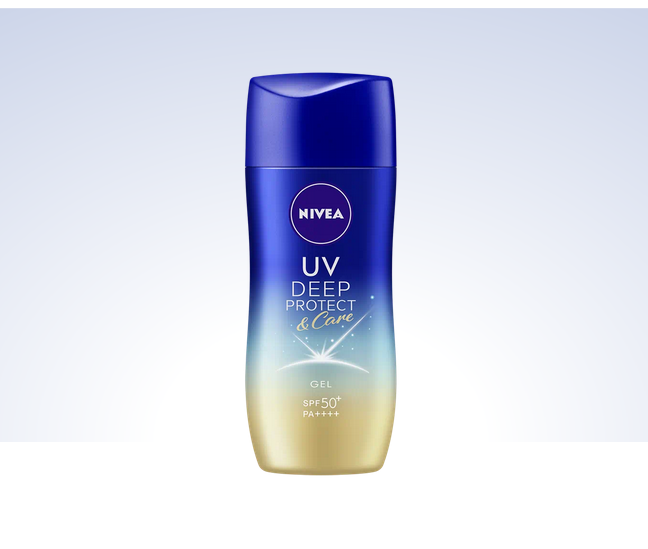 NIVEA
UV
DEEP
PROTECT
& Care
GEL
SPF50+
PA++++